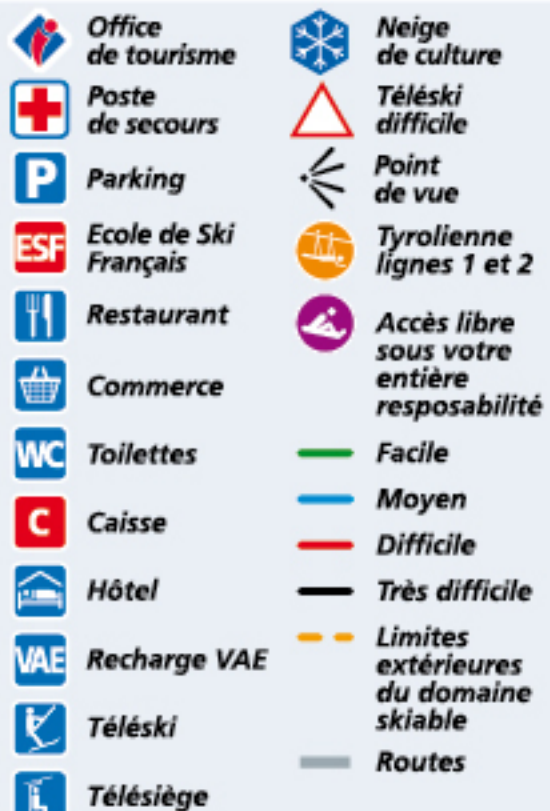 Office
de tourisme
Poste
de secours
P
Parking
ESF
Ecole de Ski
Français
Restaurant
Commerce
WC
Toilettes
C
Caisse
Hôtel
VAE
Recharge VAE
Téléski
Télésiège
Neige
de culture
Téléski
difficile
Point
de vue
Tyrolienne
lignes 1 et 2
Accès libre
sous votre
entière
resposabilité
Facile
Moyen
Difficile
Très difficile
Limites
extérieures
du domaine
skiable
Routes